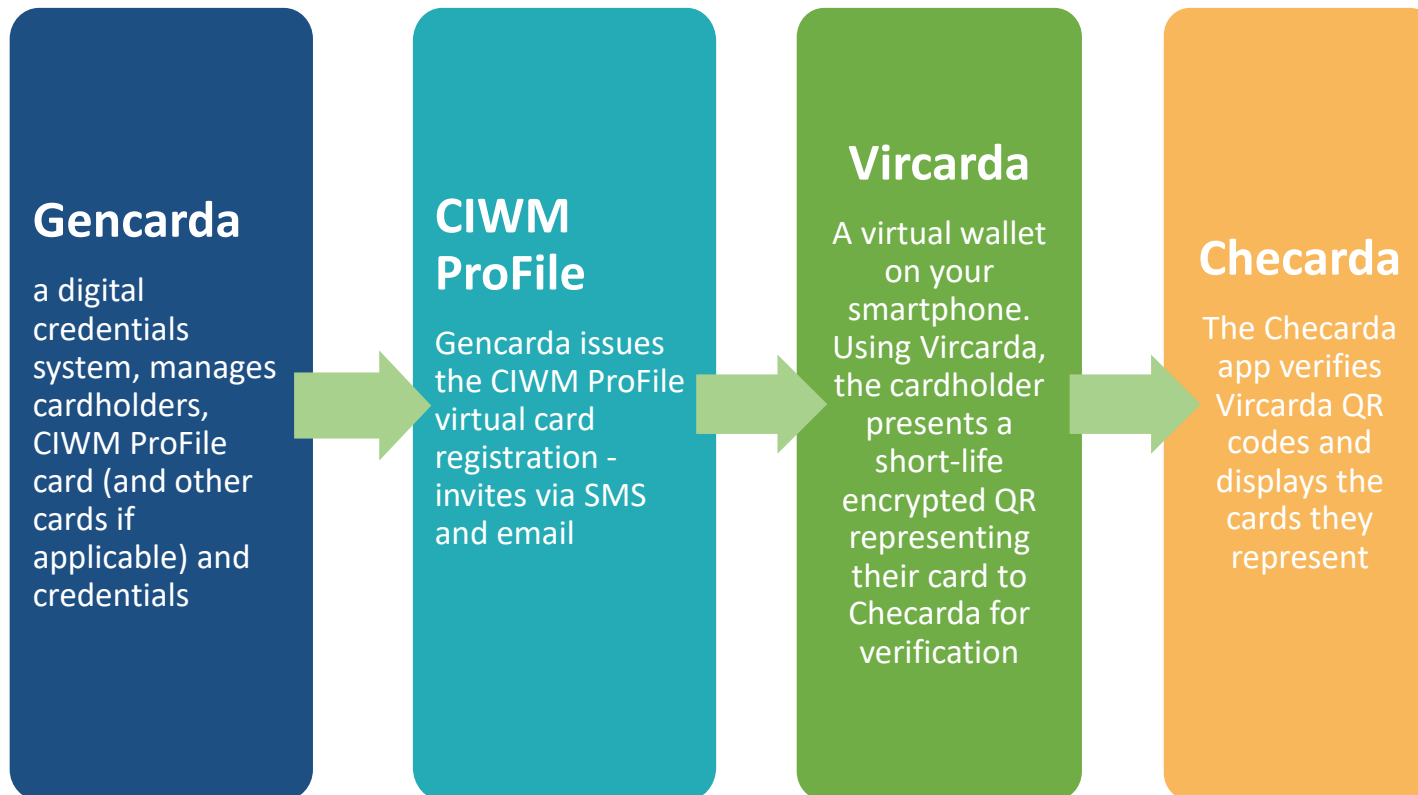 Gencarda
a digital
credentials
system, manages
cardholders,
CIWM ProFile
card (and other
cards if
applicable) and
credentials
CIWM
ProFile
Gencarda issues
the CIWM ProFile
virtual card
registration -
invites via SMS
and email
Vircarda
A virtual wallet
on your
smartphone.
Using Vircarda,
the cardholder
presents a
short-life
encrypted QR
representing
their card to
Checarda for
verification
Checarda
The Checarda
app verifies
Vircarda QR
codes and
displays the
cards they
represent